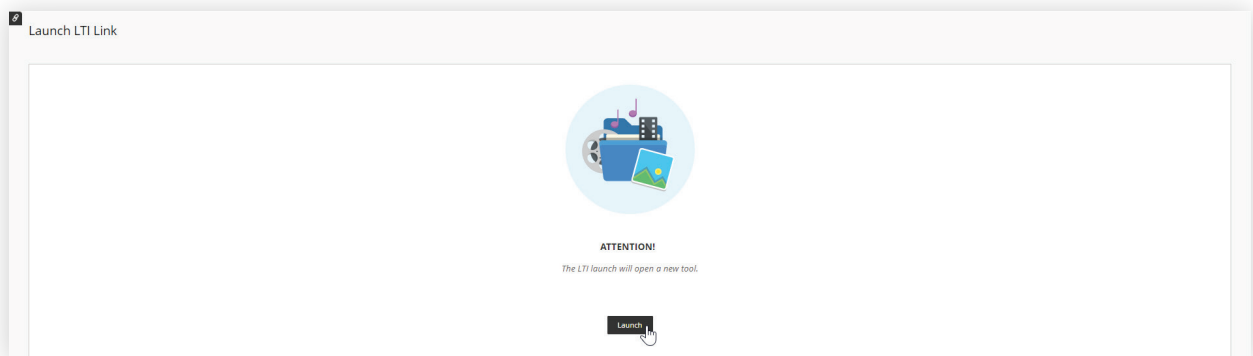 Launch LTI Link
ATTENTION!
The LTI launch will open a new tool.
Launch